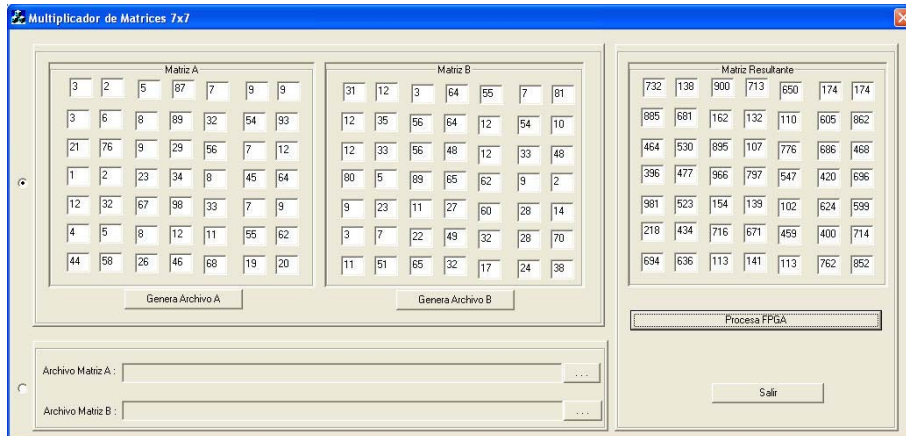 Multiplicador de Matrices 7x7
Matriz A
3 2 5 87 7 9 9
3 6 8 89 32 54 93
21 76 9 29 56 7 12
1 2 23 34 8 45 64
12 32 67 98 33 7 9
4 5 8 12 11 55 62
44 58 26 46 68 19 20
Genera Archivo A
Matriz B
31 12 3 64 55 7 81
12 35 56 64 12 54 10
12 33 56 48 12 33 48
80 5 89 65 62 9 2
9 23 11 27 60 28 14
3 7 22 49 32 28 70
11 51 65 32 17 24 38
Genera Archivo B
Matriz Resultante
732 138 900 713 650 174 174
885 681 162 132 110 605 862
464 530 895 107 776 686 468
396 477 966 797 547 420 696
981 523 154 139 102 624 599
218 434 716 671 459 400 714
694 636 113 141 113 762 852
Procesa FPGA
Archivo Matriz A :
...
Archivo Matriz B :
...
Salir